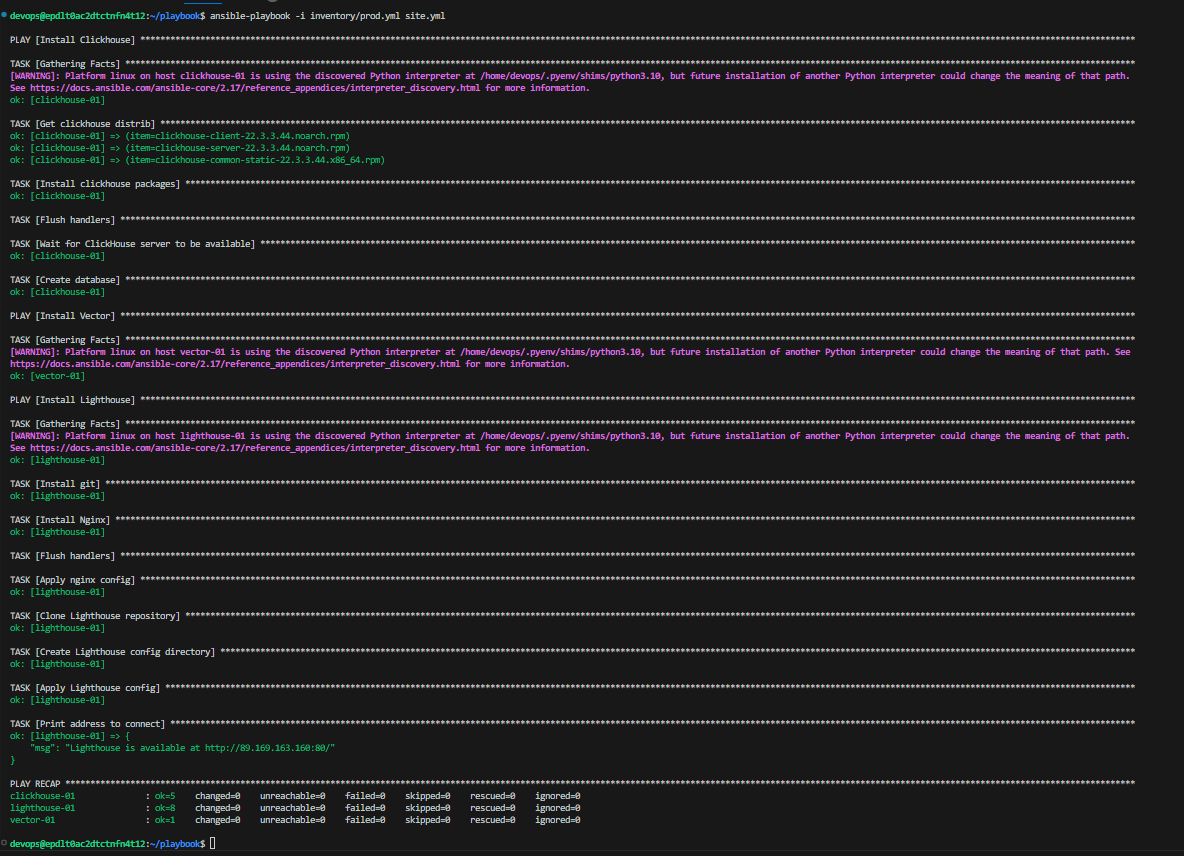 devops@epdlt0ac2dtctnfn4t12:~/playbook$ ansible-playbook -i inventory/prod.yml site.yml
PLAY [Install Clickhouse] ********************************************************************************
TASK [Gathering Facts] ********************************************************************************
[WARNING]: Platform linux on host clickhouse-01 is using the discovered Python interpreter at /home/devops/.pyenv/shims/python3.10, but future installation of another Python interpreter could change the meaning of that path.
See https://docs.ansible.com/ansible-core/2.17/reference_appendices/interpreter_discovery.html for more information.
ok: [clickhouse-01]
TASK [Get clickhouse distrib] ********************************************************************************
ok: [clickhouse-01] => (item=clickhouse-client-22.3.3.44.noarch.rpm)
ok: [clickhouse-01] => (item=clickhouse-server-22.3.3.44.noarch.rpm)
ok: [clickhouse-01] => (item=clickhouse-common-static-22.3.3.44.x86_64.rpm)
TASK [Install clickhouse packages] ********************************************************************************
ok: [clickhouse-01]
TASK [Flush handlers] ********************************************************************************
TASK [Wait for ClickHouse server to be available] ********************************************************************************
ok: [clickhouse-01]
TASK [Create database] ********************************************************************************
ok: [clickhouse-01]
PLAY [Install Vector] ********************************************************************************
TASK [Gathering Facts] ********************************************************************************
[WARNING]: Platform linux on host vector-01 is using the discovered Python interpreter at /home/devops/.pyenv/shims/python3.10, but future installation of another Python interpreter could change the meaning of that path. See
https://docs.ansible.com/ansible-core/2.17/reference_appendices/interpreter_discovery.html for more information.
ok: [vector-01]
PLAY [Install Lighthouse] ********************************************************************************
TASK [Gathering Facts] ********************************************************************************
[WARNING]: Platform linux on host lighthouse-01 is using the discovered Python interpreter at /home/devops/.pyenv/shims/python3.10, but future installation of another Python interpreter could change the meaning of that path.
See https://docs.ansible.com/ansible-core/2.17/reference_appendices/interpreter_discovery.html for more information.
ok: [lighthouse-01]
TASK [Install git] ********************************************************************************
ok: [lighthouse-01]
TASK [Install Nginx] ********************************************************************************
ok: [lighthouse-01]
TASK [Flush handlers] ********************************************************************************
TASK [Apply nginx config] ********************************************************************************
ok: [lighthouse-01]
TASK [Clone Lighthouse repository] ********************************************************************************
ok: [lighthouse-01]
TASK [Create Lighthouse config directory] ********************************************************************************
ok: [lighthouse-01]
TASK [Apply Lighthouse config] ********************************************************************************
ok: [lighthouse-01]
TASK [Print address to connect] ********************************************************************************
ok: [lighthouse-01] => {
    "msg": "Lighthouse is available at http://89.169.163.160:80/"
}
PLAY RECAP ********************************************************************************
clickhouse-01 : ok=5 changed=0 unreachable=0 failed=0 skipped=0 rescued=0 ignored=0
lighthouse-01 : ok=8 changed=0 unreachable=0 failed=0 skipped=0 rescued=0 ignored=0
vector-01 : ok=1 changed=0 unreachable=0 failed=0 skipped=0 rescued=0 ignored=0
devops@epdlt0ac2dtctnfn4t12:~/playbook$